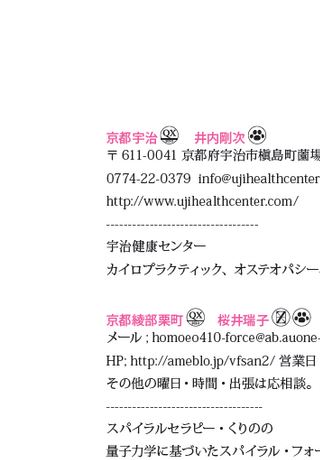 京都宇治 QX 井内剛次
〒 611-0041 京都府宇治市槇島町薗場
0774-22-0379 info@ujihealthcenter
http://www.ujihealthcenter.com/
-----------------------------------
宇治健康センター
カイロプラクティック、オステオパシー
京都綾部栗町 QX 桜井瑞子
メール ; homoeo410-force@ab.auone-
HP; http://ameblo.jp/vfsan2/ 営業日
その他の曜日・時間・出張は応相談。
------------------------------------
スパイラルセラピー・くりのの
量子力学に基づいたスパイラル・フォー